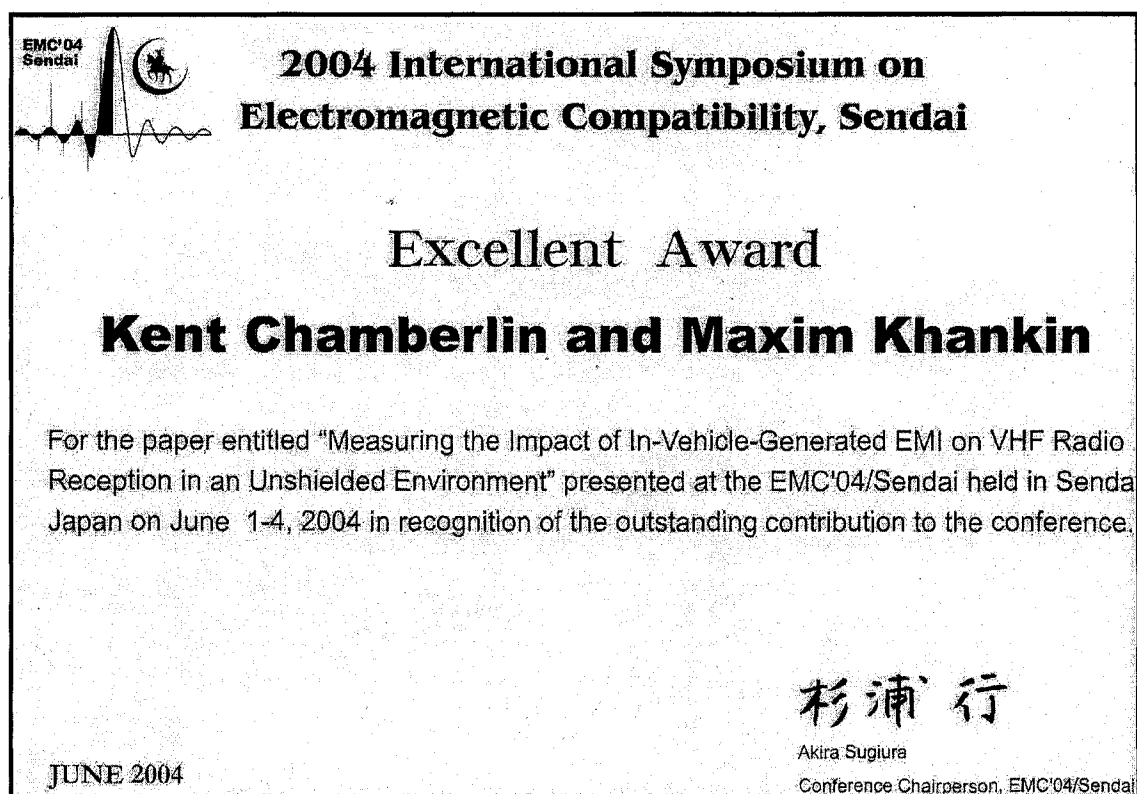 EMC'04
Sendai
2004 International Symposium on
Electromagnetic Compatibility, Sendai
Excellent Award
Kent Chamberlin and Maxim Khankin
For the paper entitled "Measuring the Impact of In-Vehicle-Generated EMI on VHF Radio
Reception in an Unshielded Environment" presented at the EMC'04/Sendai held in Senda
Japan on June 1-4, 2004 in recognition of the outstanding contribution to the conference.
杉浦 行
Akira Sugiura
JUNE 2004
Conference Chairperson, EMC'04/Sendai